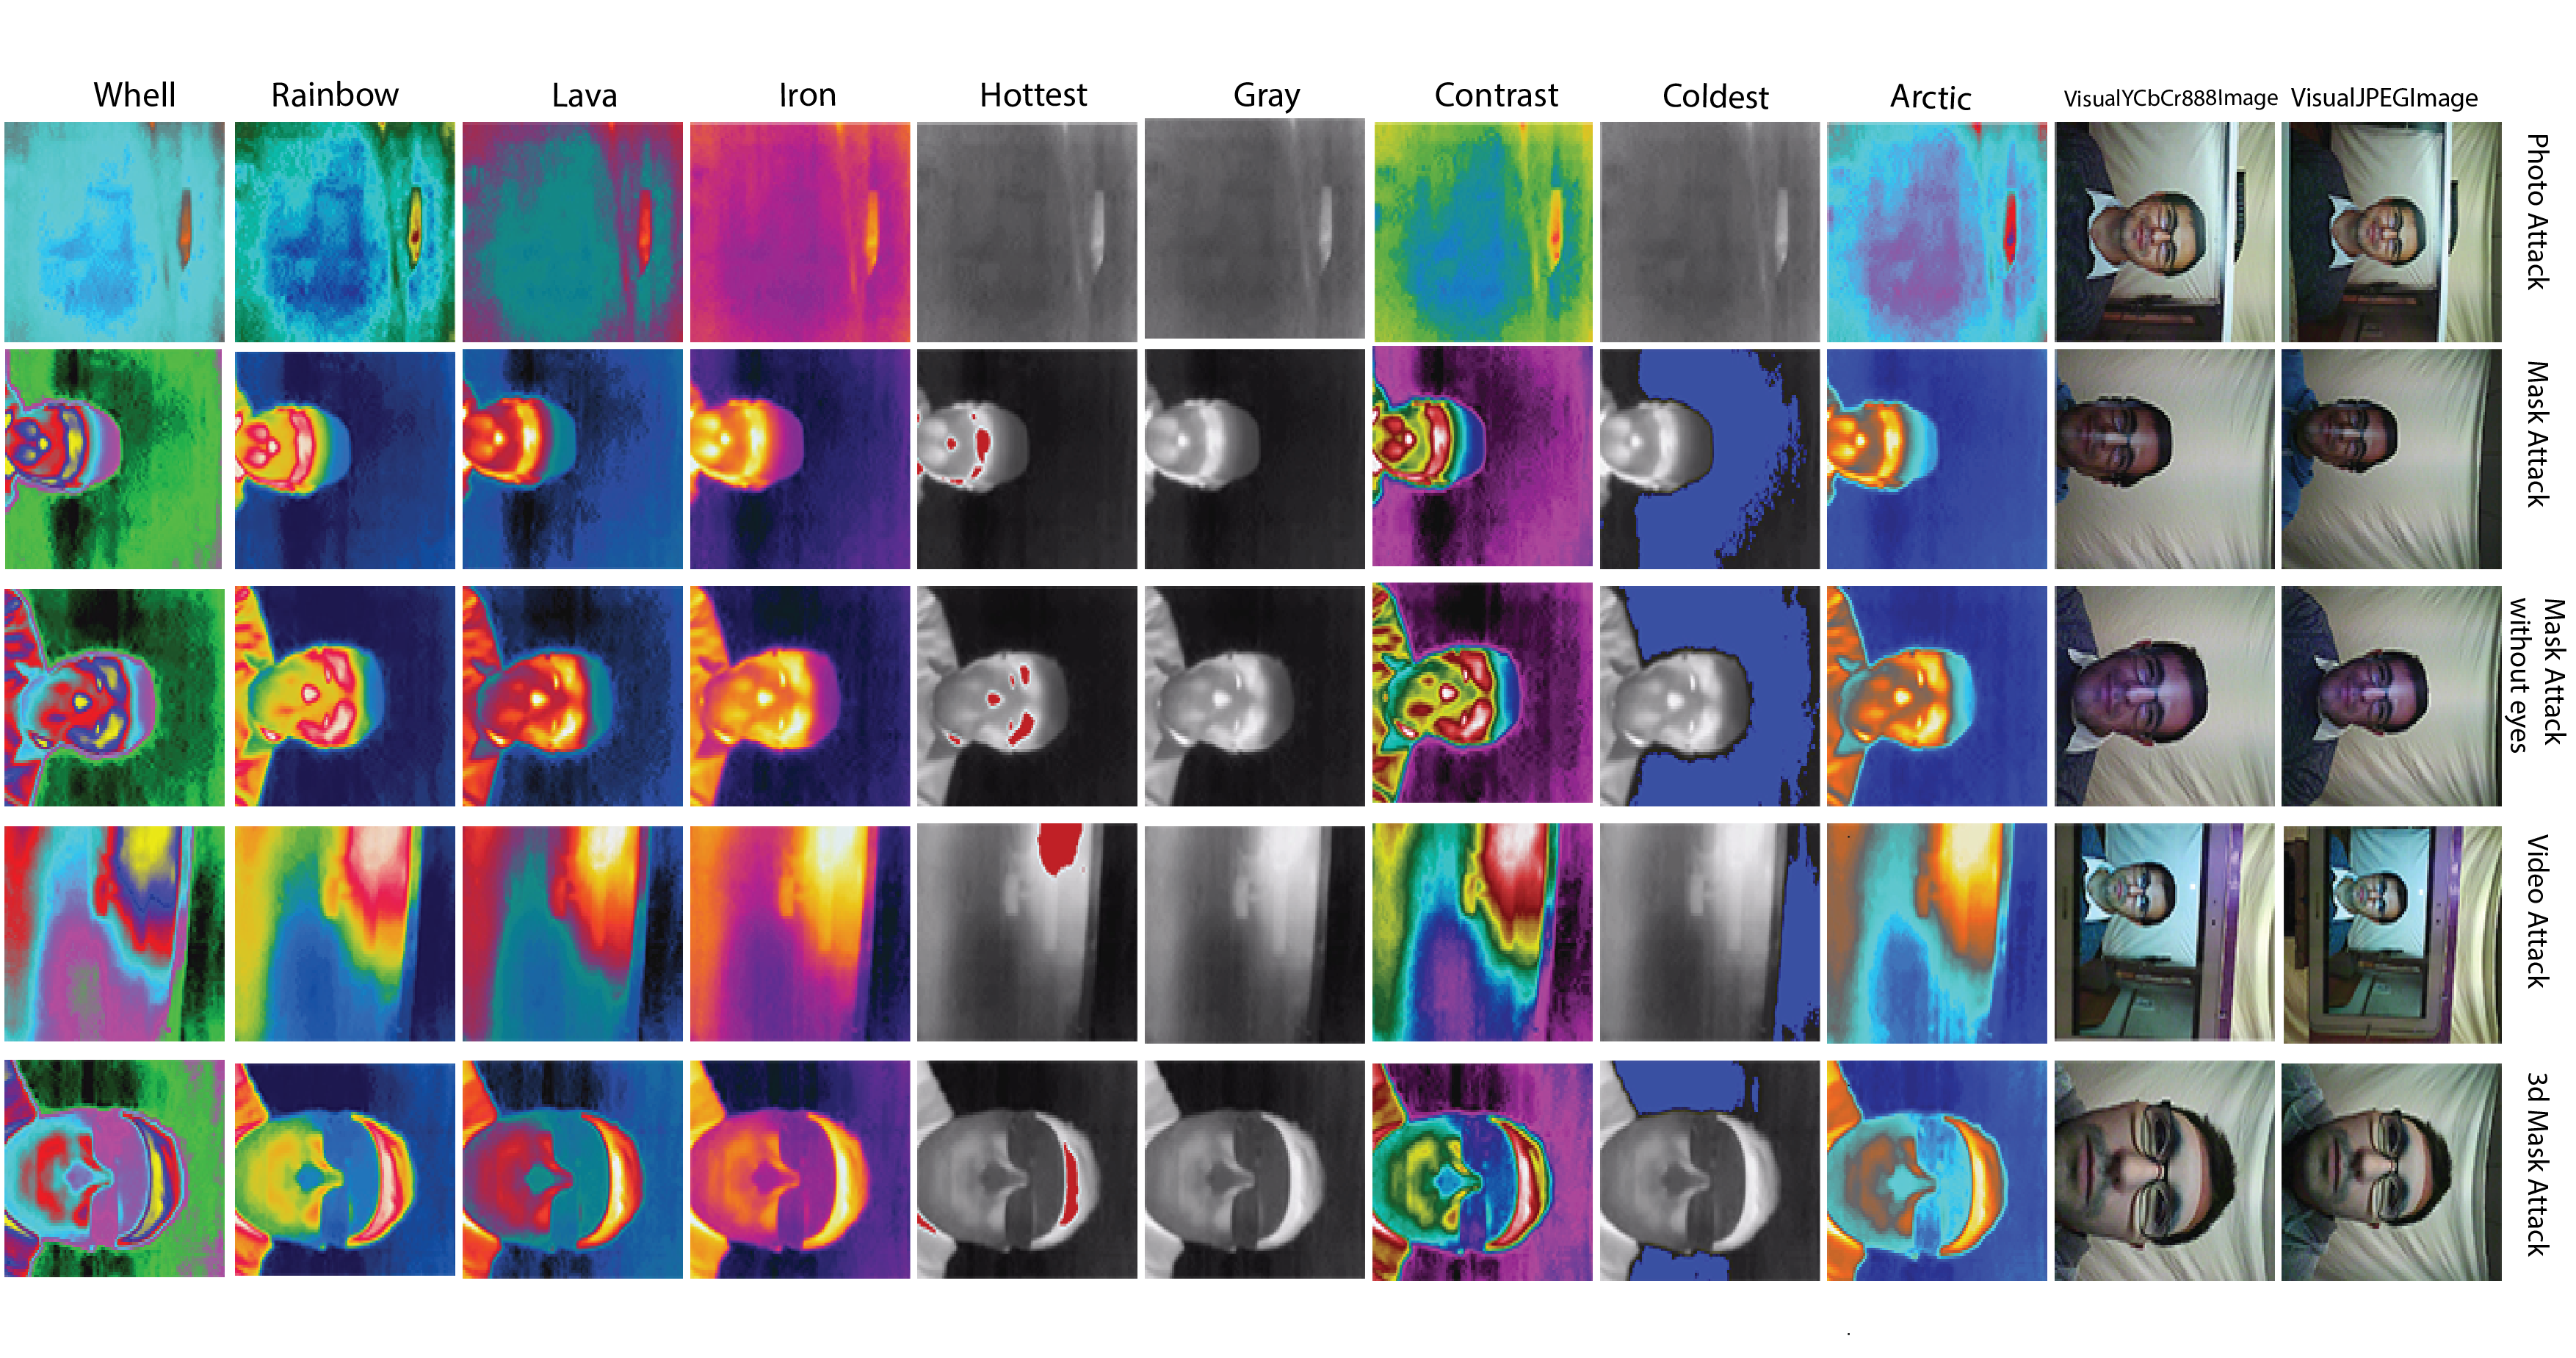 Whell
Rainbow
Lava
Iron
Hottest
Gray
Contrast
Coldest
Arctic
VisualYCbCr888Image
VisualJPEGImage
Photo Attack
Mask Attack
Mask Attack
without eyes
Video Attack
3d Mask Attack